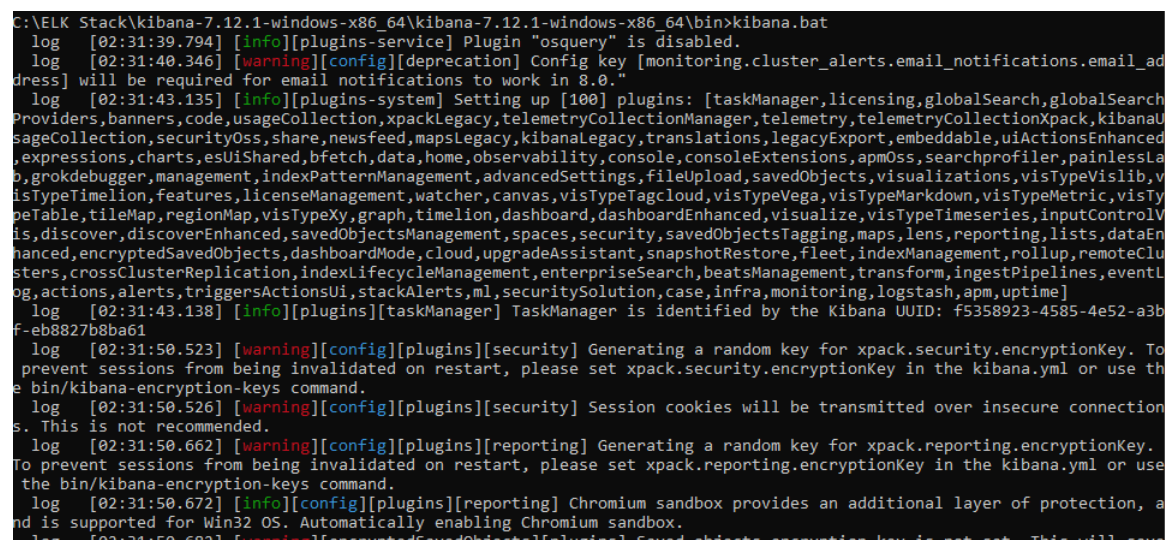 C:\ELK Stack\kibana-7.12.1-windows-x86_64\kibana-7.12.1-windows-x86_64\bin>kibana.bat
  log   [02:31:39.794] [info][plugins-service] Plugin "osquery" is disabled.
  log   [02:31:40.346] [warning][config][deprecation] Config key [monitoring.cluster_alerts.email_notifications.email_ad
dress] will be required for email notifications to work in 8.0."
  log   [02:31:43.135] [info][plugins-system] Setting up [100] plugins: [taskManager,licensing,globalSearch,globalSearch
Providers,banners,code,usageCollection,xpackLegacy,telemetryCollectionManager,telemetry,telemetryCollectionXpack,kibanaU
sageCollection,securityOss,share,newsfeed,mapsLegacy,kibanaLegacy,translations,legacyExport,embeddable,uiActionsEnhanced
,expressions,charts,esUiShared,bfetch,data,home,observability,console,consoleExtensions,apmOss,searchprofiler,painlessLa
b,grokdebugger,management,indexPatternManagement,advancedSettings,fileUpload,savedObjects,visualizations,visTypeVislib,v
isTypeTimelion,features,licenseManagement,watcher,canvas,visTypeTagcloud,visTypeVega,visTypeMarkdown,visTypeMetric,visTy
peTable,tileMap,regionMap,visTypeXy,graph,timelion,dashboard,dashboardEnhanced,visualize,visTypeTimeseries,inputControlV
is,discover,discoverEnhanced,savedObjectsManagement,spaces,security,savedObjectsTagging,maps,lens,reporting,lists,dataEn
hanced,encryptedSavedObjects,dashboardMode,cloud,upgradeAssistant,snapshotRestore,fleet,indexManagement,rollup,remoteClu
sters,crossClusterReplication,indexLifecycleManagement,enterpriseSearch,beatsManagement,transform,ingestPipelines,eventL
og,actions,alerts,triggersActionsUi,stackAlerts,ml,securitySolution,case,infra,monitoring,logstash,apm,uptime]
  log   [02:31:43.138] [info][plugins][taskManager] TaskManager is identified by the Kibana UUID: f5358923-4585-4e52-a3b
f-eb8827b8ba61
  log   [02:31:50.523] [warning][config][plugins][security] Generating a random key for xpack.security.encryptionKey. To
 prevent sessions from being invalidated on restart, please set xpack.security.encryptionKey in the kibana.yml or use th
e bin/kibana-encryption-keys command.
  log   [02:31:50.526] [warning][config][plugins][security] Session cookies will be transmitted over insecure connection
s. This is not recommended.
  log   [02:31:50.662] [warning][config][plugins][reporting] Generating a random key for xpack.reporting.encryptionKey.
To prevent sessions from being invalidated on restart, please set xpack.reporting.encryptionKey in the kibana.yml or use
 the bin/kibana-encryption-keys command.
  log   [02:31:50.672] [info][config][plugins][reporting] Chromium sandbox provides an additional layer of protection, a
nd is supported for Win32 OS. Automatically enabling Chromium sandbox.